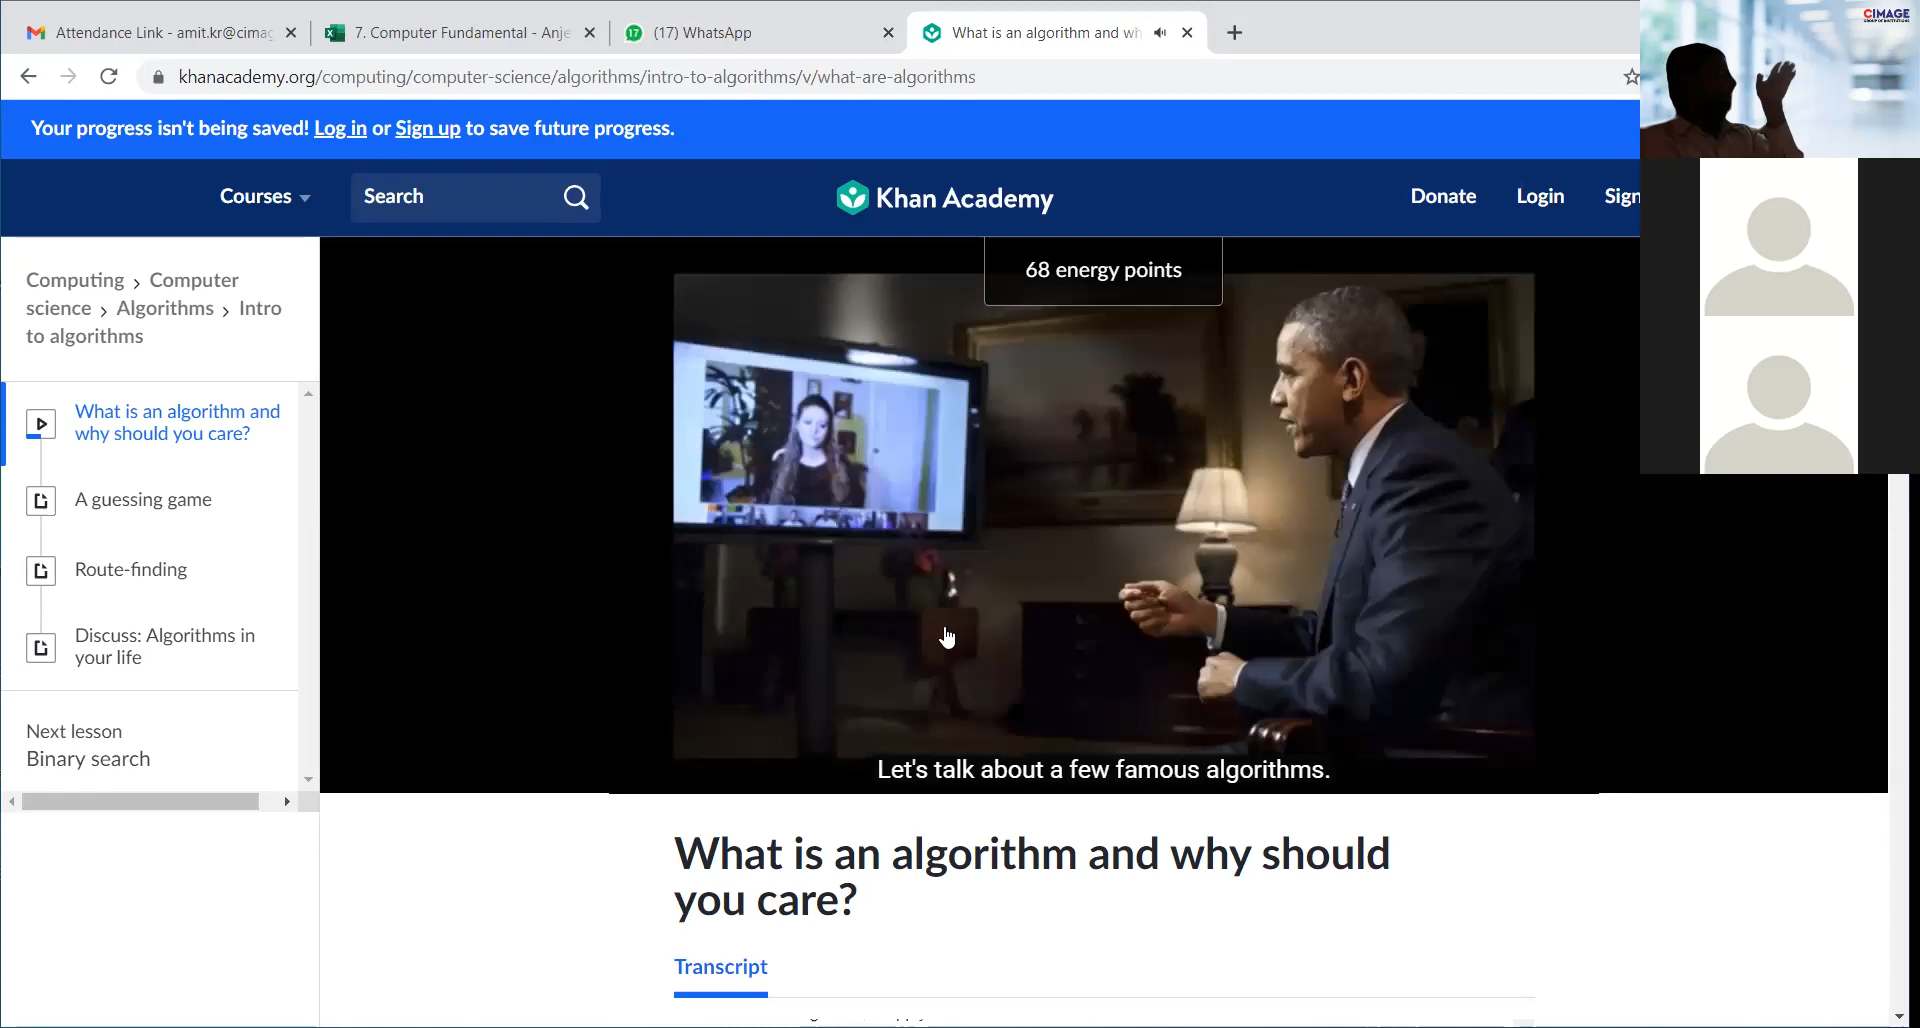 Attendance Link - amit.kr@cimag
7. Computer Fundamental - Anje
17
(17) WhatsApp
What is an algorithm and wh
CIMAGE
khanacademy.org/computing/computer-science/algorithms/intro-to-algorithms/v/what-are-algorithms
Your progress isn't being saved! Log in or Sign up to save future progress.
Courses
Search
Khan Academy
Donate
Login
Sign
Computing > Computer
science > Algorithms > Intro
to algorithms
68 energy points
What is an algorithm and
why should you care?
A guessing game
Route-finding
Discuss: Algorithms in
your life
Next lesson
Binary search
Let's talk about a few famous algorithms.
What is an algorithm and why should
you care?
Transcript